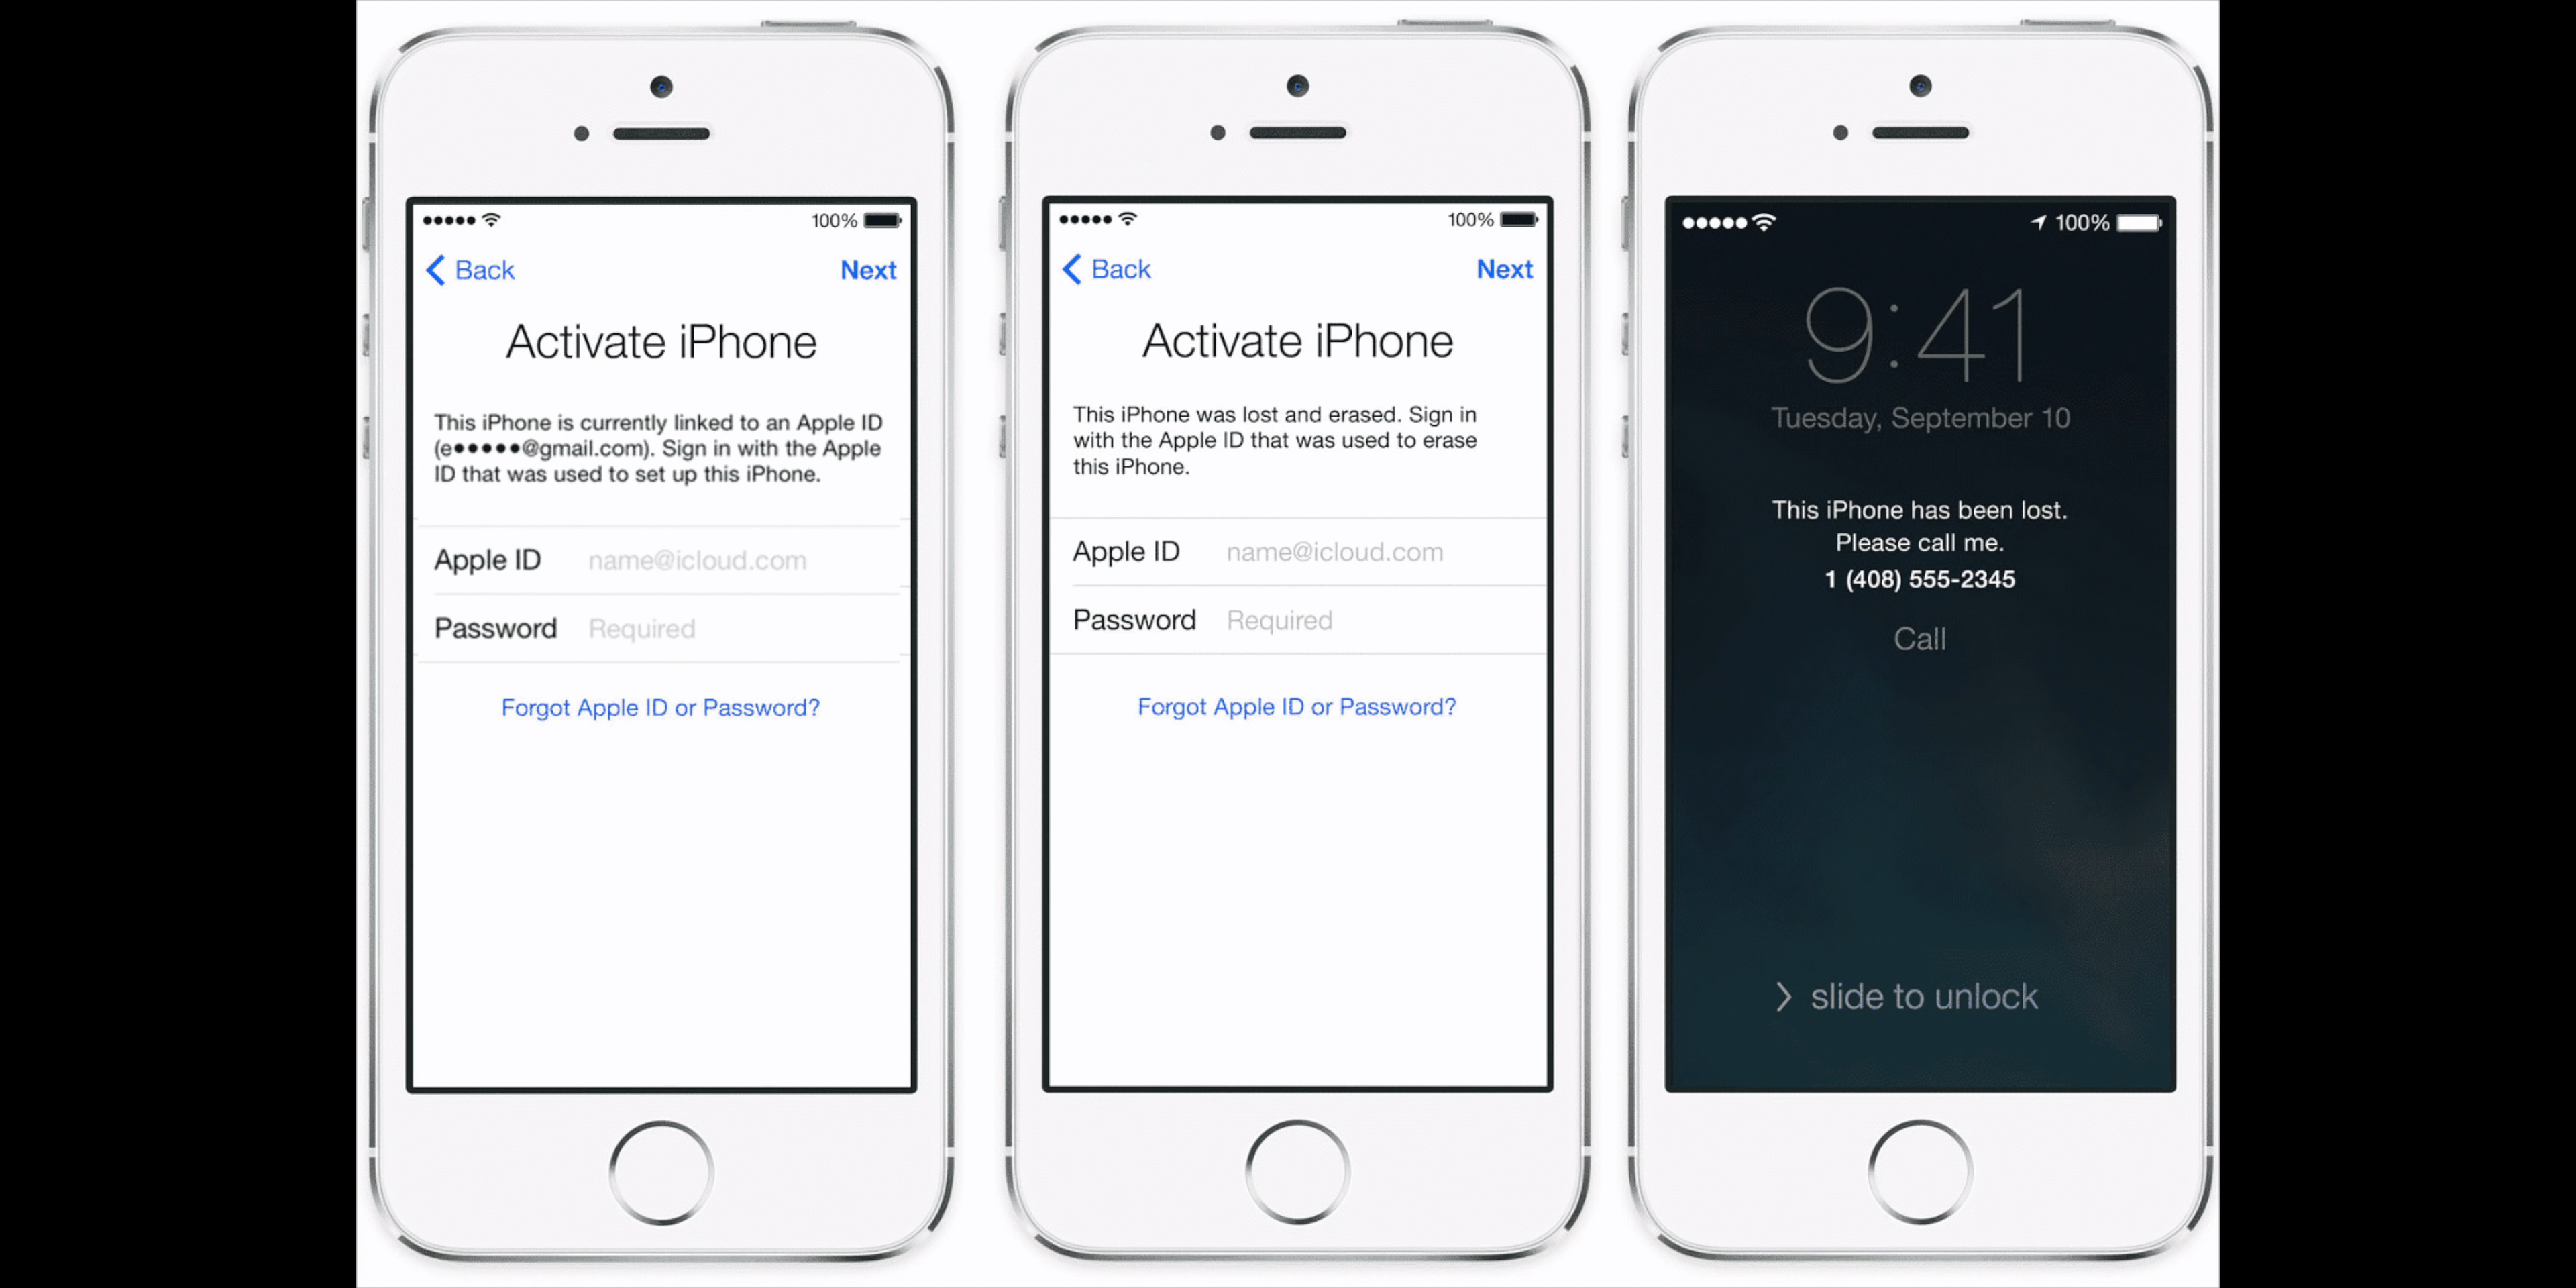 100%
Back
Next
Activate iPhone
This iPhone is currently linked to an Apple ID
(e●●●●●@gmail.com). Sign in with the Apple
ID that was used to set up this iPhone.
Apple ID name@icloud.com
Password Required
Forgot Apple ID or Password?
100%
Back
Next
Activate iPhone
This iPhone was lost and erased. Sign in
with the Apple ID that was used to erase
this iPhone.
Apple ID name@icloud.com
Password Required
Forgot Apple ID or Password?
100%
9:41
Tuesday, September 10
This iPhone has been lost.
Please call me.
1 (408) 555-2345
Call
slide to unlock